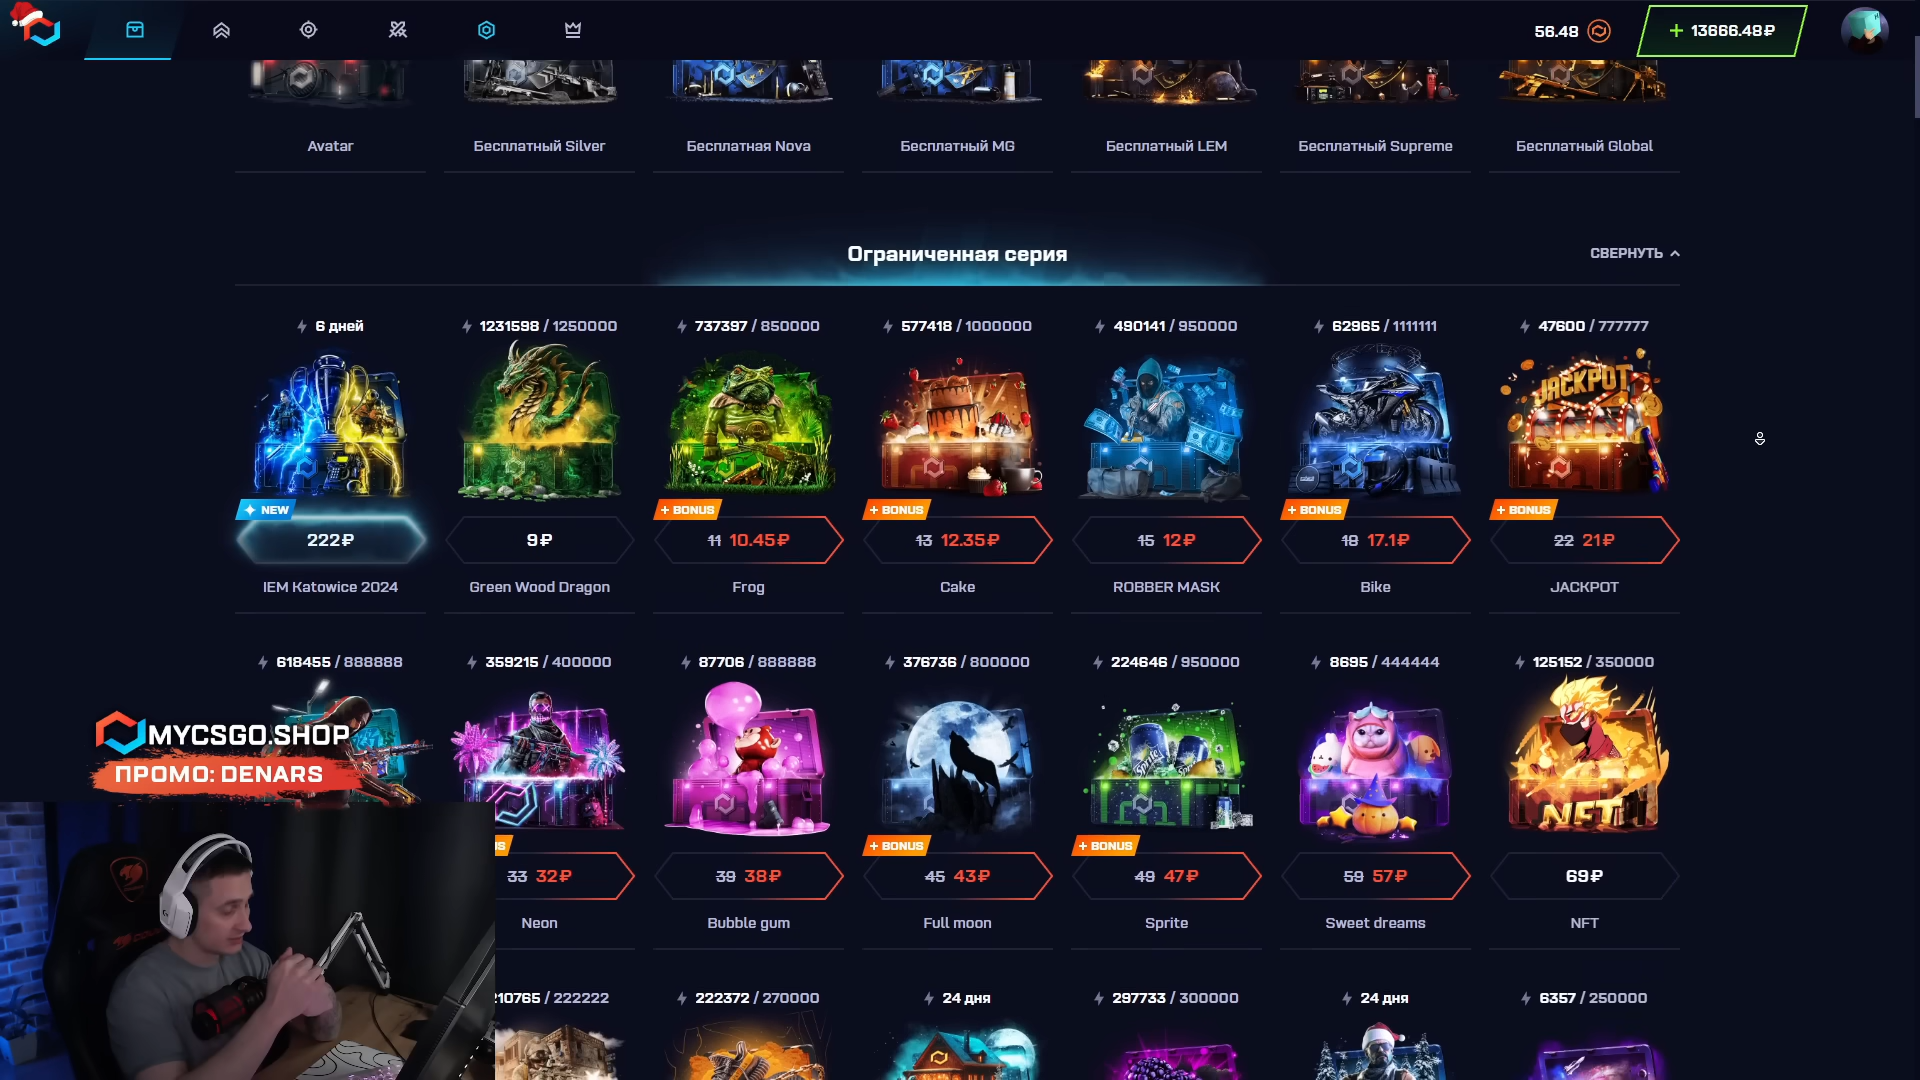 56.48
+ 13666.48₽
Avatar
Бесплатный Silver
Бесплатная Nova
Бесплатный MG
Бесплатный LEM
Бесплатный Supreme
Бесплатный Global
Ограниченная серия
СВЕРНУТЬ
6 дней
1231598 / 1250000
737397 / 850000
577418 / 1000000
490141 / 950000
62965 / 1111111
47600 / 777777
JACKPOT
NEW
+ BONUS
+ BONUS
+ BONUS
+ BONUS
222₽
9₽
11 10.45₽
13 12.35₽
15 12₽
18 17.1₽
22 21₽
IEM Katowice 2024
Green Wood Dragon
Frog
Cake
ROBBER MASK
Bike
JACKPOT
618455 / 888888
359215 / 400000
87706 / 888888
376736 / 800000
224646 / 950000
8695 / 444444
125152 / 350000
MYCSGO.SHOP
ПРОМО: DENARS
Sprite
NFT
+ BONUS
+ BONUS
33 32₽
39 38₽
45 43₽
49 47₽
59 57₽
69₽
Neon
Bubble gum
Full moon
Sprite
Sweet dreams
NFT
210765 / 222222
222372 / 270000
24 дня
297733 / 300000
24 дня
6357 / 250000